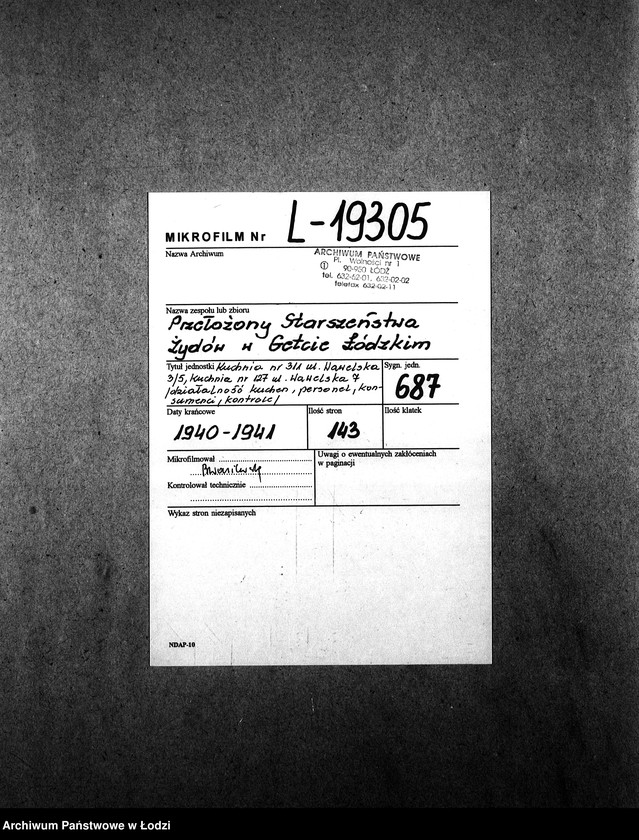 MIKROFILM Nr L-19305
Nazwa Archiwum
ARCHIWUM PAŃSTWOWE
Pl. Wolności nr 1
90-950 ŁÓDŹ
tel. 632-62-01, 632-02-02
telefax 632-02-11
Nazwa zespołu lub zbioru
Przełożony Starszeństwa
Żydów w Getcie Łódzkim
Tytuł jednostki Kuchnia nr 311 ul. Wawelska
3/5, Kuchnia nr 127 ul. Wawelska 7
/działalność kuchen, personel, kon-
sumenci, kontrole/
Sygn. jedn.
687
Daty krańcowe
1940-1941
Ilość stron
143
Ilość klatek
Mikrofilmował
Kontrolował technicznie
Uwagi o ewentualnych zakłóceniach
w paginacji
Wykaz stron niezapisanych
NDAP-10
Archiwum Państwowe w Łodzi